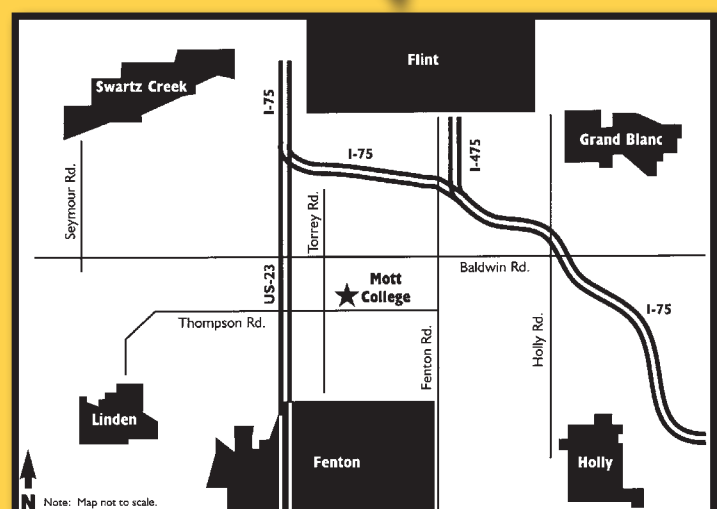 Flint
Swartz Creek
I-75
Grand Blanc
I-75
I-475
Seymour Rd.
Torrey Rd.
US-23
Baldwin Rd.
Mott
College
I-75
Thompson Rd.
Fenton Rd.
Holly Rd.
Linden
Fenton
Holly
N Note: Map not to scale.